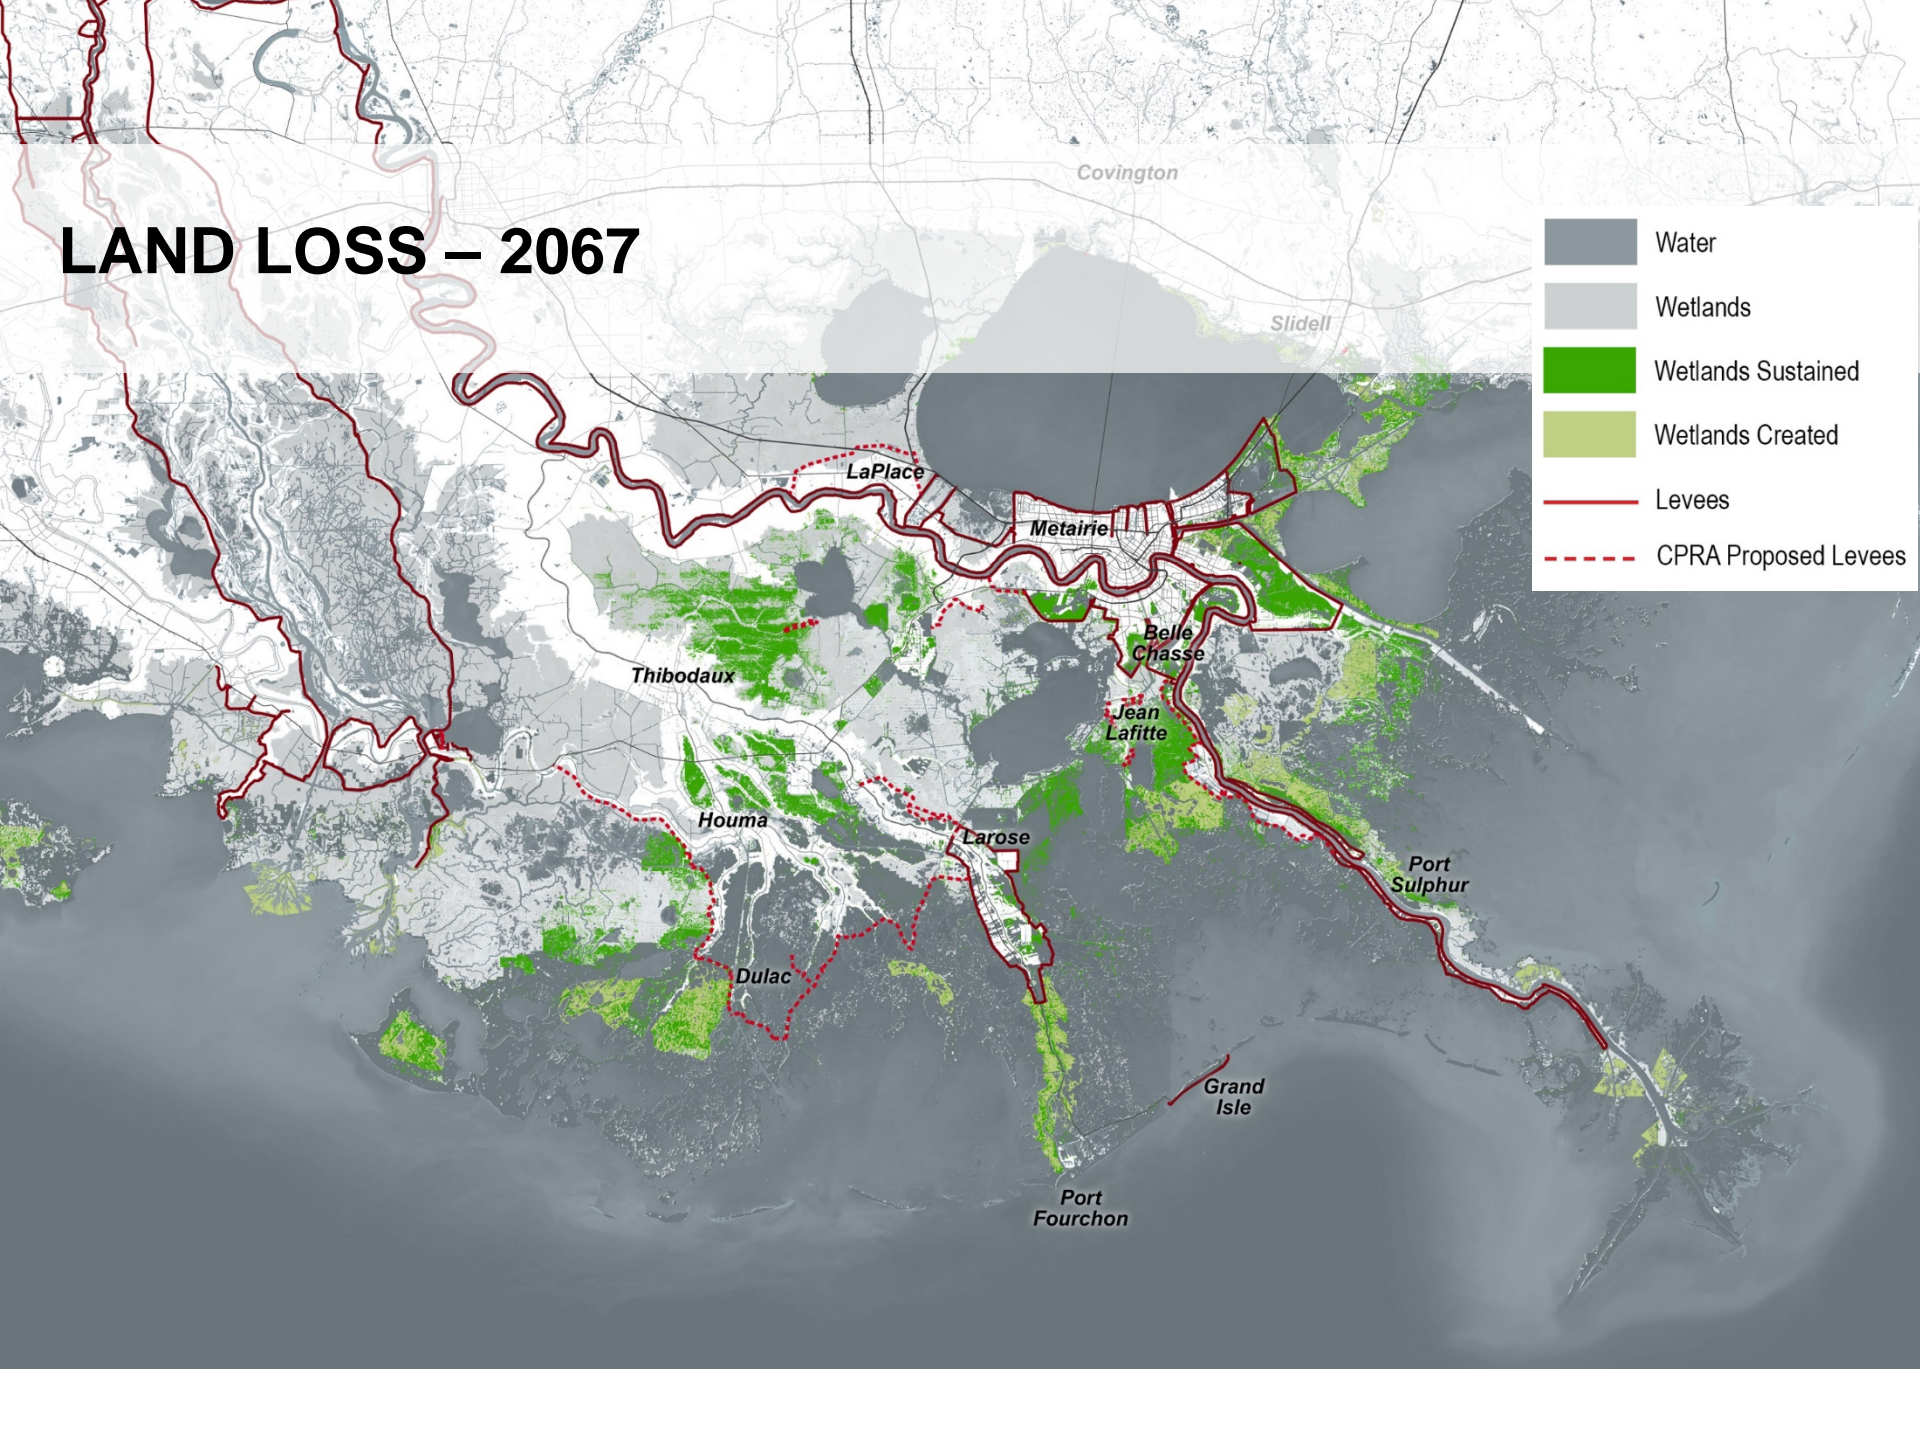 Covington
LAND LOSS – 2067
Slidell
Water
Wetlands
Wetlands Sustained
Wetlands Created
Levees
CPRA Proposed Levees
LaPlace
Metairie
Belle
Chasse
Thibodaux
Jean
Lafitte
Houma
Larose
Port
Sulphur
Dulac
Grand
Isle
Port
Fourchon